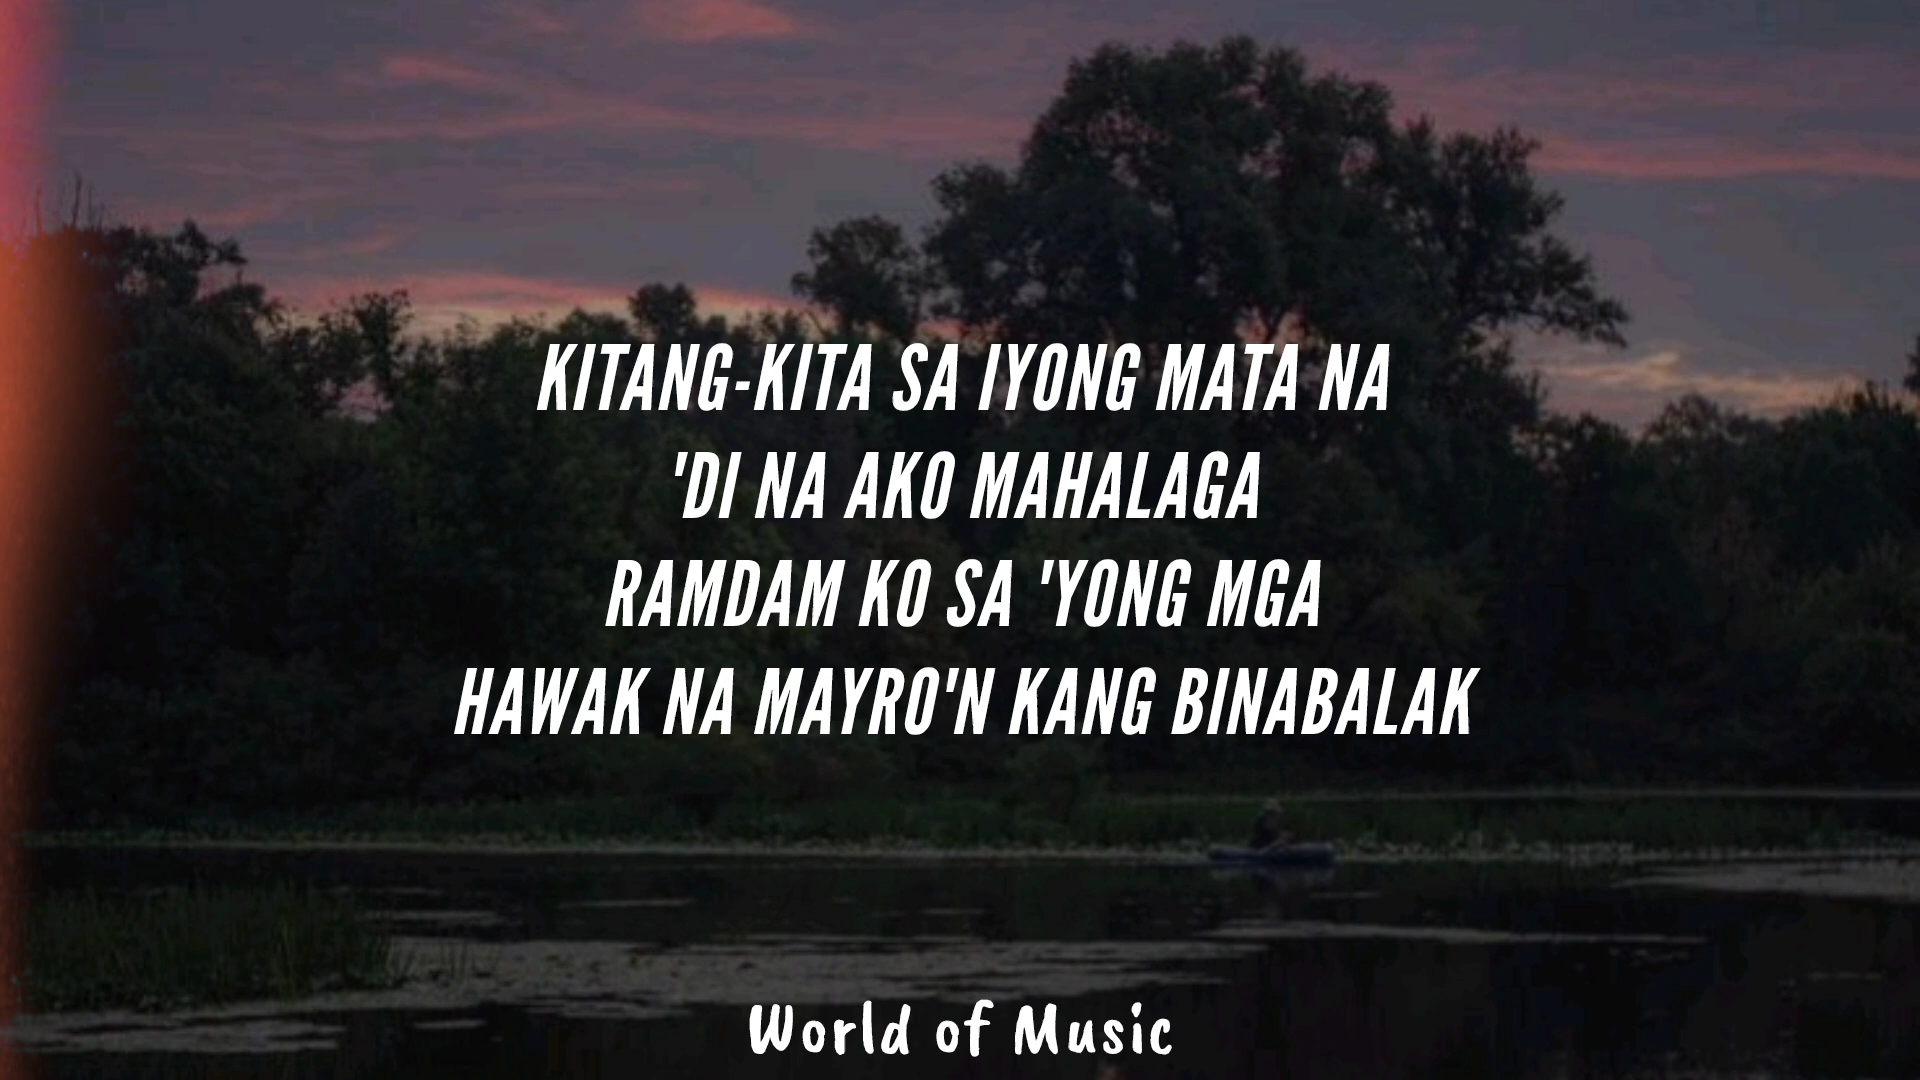 KITANG-KITA SA IYONG MATA NA
'DI NA AKO MAHALAGA
RAMDAM KO SA 'YONG MGA
HAWAK NA MAYRO'N KANG BINABALAK
World of Music